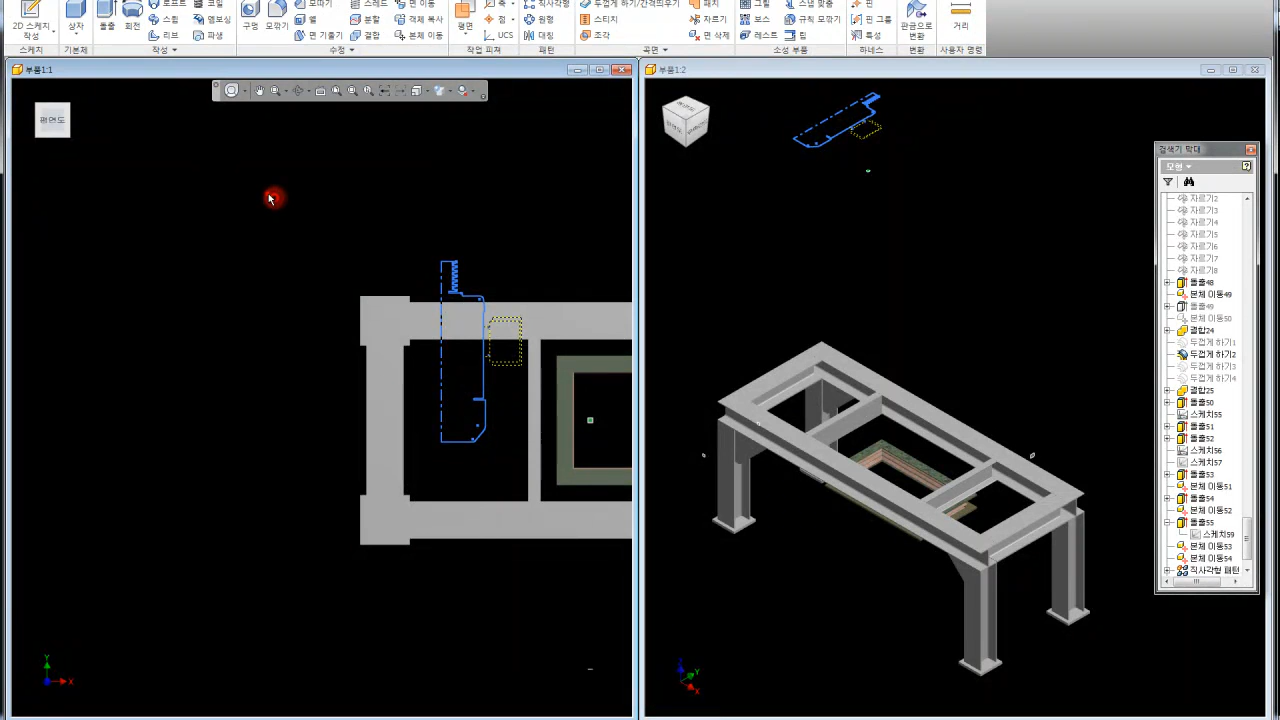 로프트 코일 스레드 면 이동 축 직사각형 두껍게 하기/간격띄우기 패치 그릴 스냅 맞춤 핀
2D 스케치 작성 상자 돌출 회전 스윕 엠보싱 구멍 모깎기 쉘 분할 객체 복사 평면 점 원형 스티치 자르기 보스 규칙 모깎기 핀 그룹 판금으로 변환 거리
리브 파생 면 기울기 결합 본체 이동 UCS 대칭 조각 면 삭제 레스트 립 특성
스케치 기본체 작성 수정 작업 피쳐 패턴 곡면 소성 부품 하네스 변환 사용자 명령
부품1:1
부품1:2
평면도
검색기 막대
모형
자르기2
자르기3
자르기4
자르기5
자르기6
자르기7
자르기8
돌출48
본체 이동49
돌출49
본체 이동50
결합24
두껍게 하기1
두껍게 하기2
두껍게 하기3
두껍게 하기4
결합25
돌출50
스케치55
돌출51
돌출52
스케치56
스케치57
돌출53
본체 이동51
돌출54
본체 이동52
돌출55
스케치59
본체 이동53
본체 이동54
직사각형 패턴
Y
X
Z
Y
X